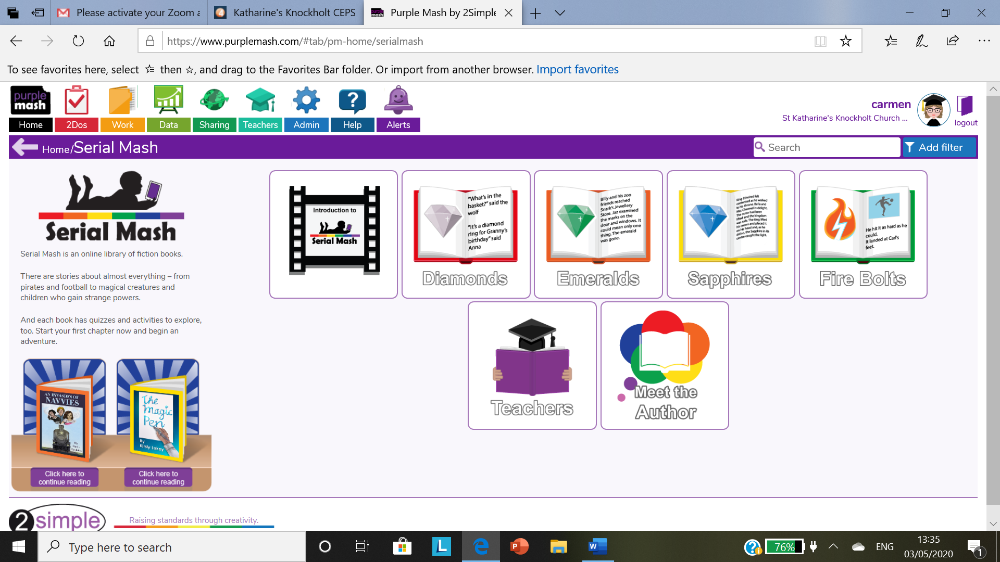 Please activate your Zoom a
Katharine's Knockholt CEPS
Purple Mash by 2Simple
https://www.purplemash.com/#tab/pm-home/serialmash
To see favorites here, select then ☆, and drag to the Favorites Bar folder. Or import from another browser. Import favorites
purple
mash
Home
2Dos
Work
Data
Sharing
Teachers
Admin
Help
Alerts
carmen
St Katharine's Knockholt Church ...
logout
Home/Serial Mash
Search
Add filter
Serial Mash
Serial Mash is an online library of fiction books.
There are stories about almost everything – from
pirates and football to magical creatures and
children who gain strange powers.
And each book has quizzes and activities to explore,
too. Start your first chapter now and begin an
adventure.
AN INVASION OF
NAVVIES
The
Magic
Pen
By
Kirsty Lakey
Click here to
continue reading
Click here to
continue reading
Introduction to
Serial Mash
"What's in the
basket?" said the
wolf
"It's a diamond
ring for Granny's
birthday" said
Anna
Diamonds
Billy and his zoo
friends reached
Snark's Jewellery
Store. Jaz examined
the marks on the
door and windows. It
could mean only one
thing. The emerald
was gone.
Emeralds
King Ethelred felt
contented as he walked
to his throne. Bella and
Mac Cheered in delight.
The curse had been
lifted and the kingdom
was safe. The king lifted
his crown and placed it
on his head and, as he
did so, the Sapphire in its
centre caught the light.
Sapphires
He hit it as hard as he
could.
It landed at Carl's
feet.
Fire Bolts
Teachers
Meet the
Author
2simple
Raising standards through creativity.
Type here to search
76%
ENG
13:35
03/05/2020
1